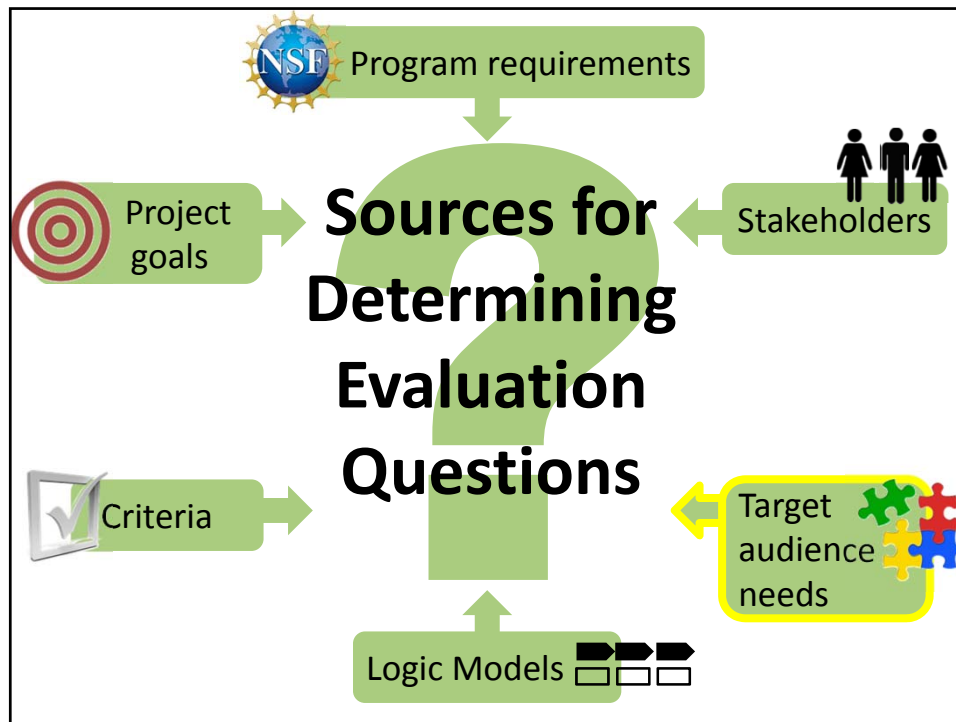 NSF
Program requirements
Project
goals
Stakeholders
Sources for
Determining
Evaluation
Questions
Criteria
Target
audience
needs
Logic Models